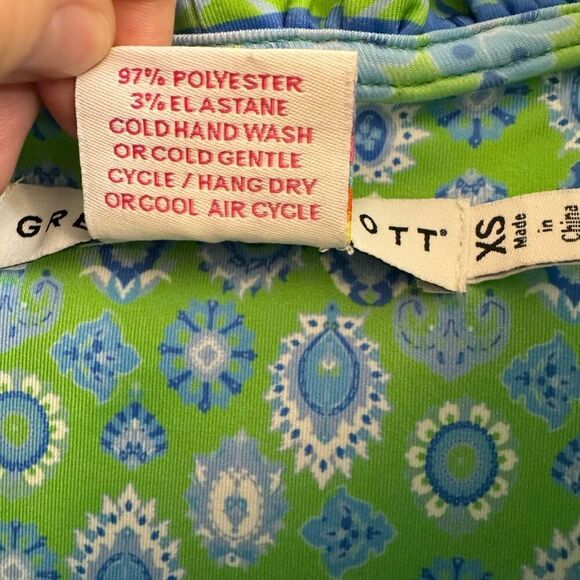 97% POLYESTER
3% ELASTANE
COLD HAND WASH
OR COLD GENTLE
CYCLE / HANG DRY
OR COOL AIR CYCLE
GRE OTT®
XS
Made
in
China